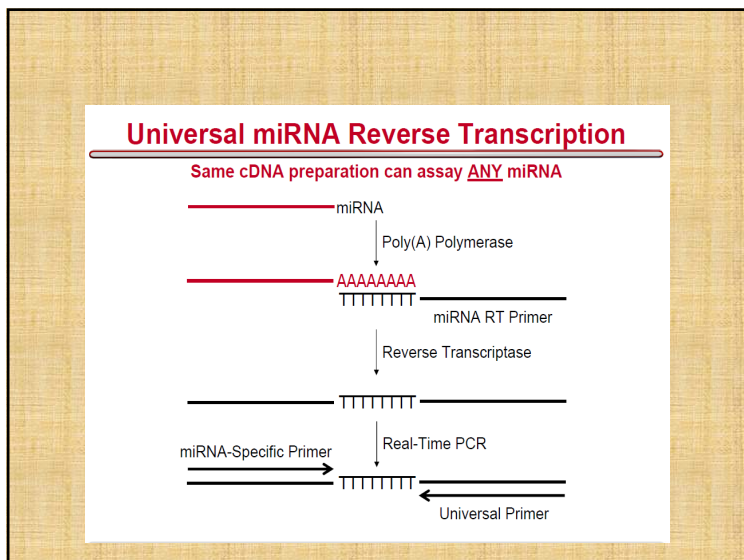 Universal miRNA Reverse Transcription
Same cDNA preparation can assay ANY miRNA
miRNA
Poly(A) Polymerase
AAAAAAAA
TTTTTTTT
miRNA RT Primer
Reverse Transcriptase
TTTTTTTT
miRNA-Specific Primer
Real-Time PCR
TTTTTTTT
Universal Primer